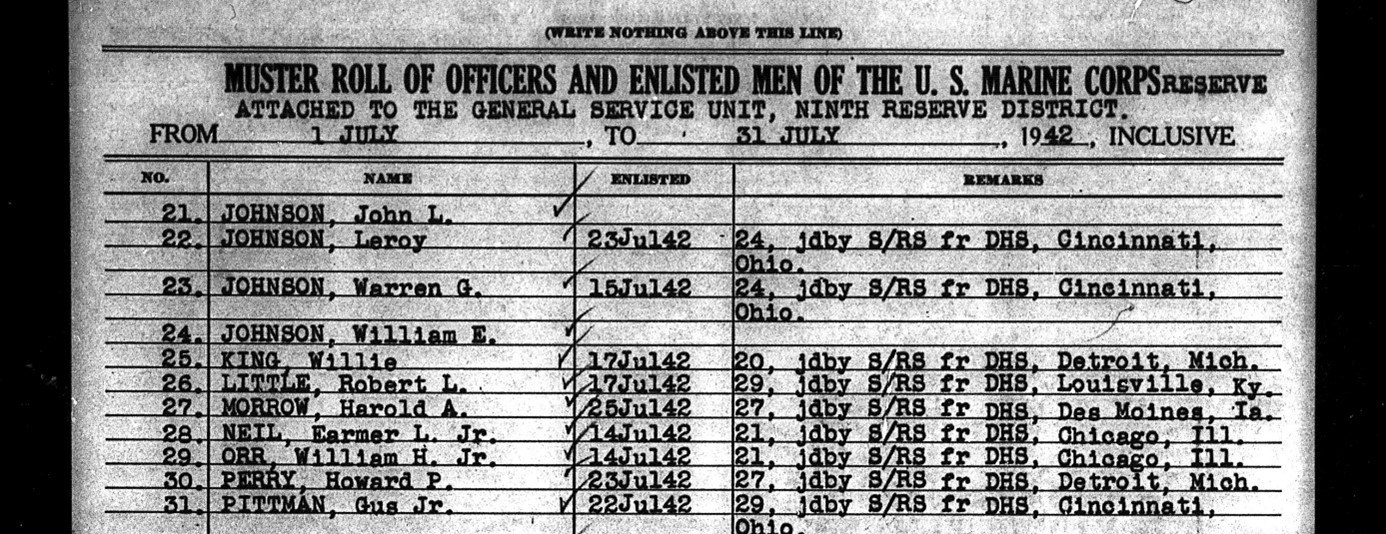 (WRITE NOTHING ABOVE THIS LINE)
MUSTER ROLL OF OFFICERS AND ENLISTED MEN OF THE U. S. MARINE CORPS RESERVE
ATTACHED TO THE GENERAL SERVICE UNIT, NINTH RESERVE DISTRICT.
FROM 1 JULY, TO 31 JULY, 1942, INCLUSIVE
NO. NAME ENLISTED REMARKS
21. JOHNSON, John L.
22. JOHNSON, Leroy 23Jul42 24, jdby S/RS fr DHS, Cincinnati,
Ohio.
23. JOHNSON, Warren G. 15Jul42 24, jdby S/RS fr DHS, Cincinnati,
Ohio.
24. JOHNSON, William E.
25. KING, Willie 17Jul42 20, jdby S/RS fr DHS, Detroit, Mich.
26. LITTLE, Robert L. 17Jul42 29, jdby S/RS fr DHS, Louisville, Ky.
27. MORROW, Harold A. 25Jul42 27, jdby S/RS fr DHS, Des Moines, Ia.
28. NEIL, Earmer L. Jr. 14Jul42 21, jdby S/RS fr DHS, Chicago, Ill.
29. ORR, William H. Jr. 14Jul42 21, jdby S/RS fr DHS, Chicago, Ill.
30. PERRY, Howard P. 23Jul42 27, jdby S/RS fr DHS, Detroit, Mich.
31. PITTMAN, Gus Jr. 22Jul42 29, jdby S/RS fr DHS, Cincinnati,
Ohio.